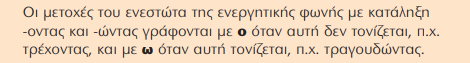 Οι μετοχές του ενεστώτα της ενεργητικής φωνής με κατάληξη
-οντας και -ώντας γράφονται με ο όταν αυτή δεν τονίζεται, π.χ.
τρέχοντας, και με ω όταν αυτή τονίζεται, π.χ. τραγουδώντας.